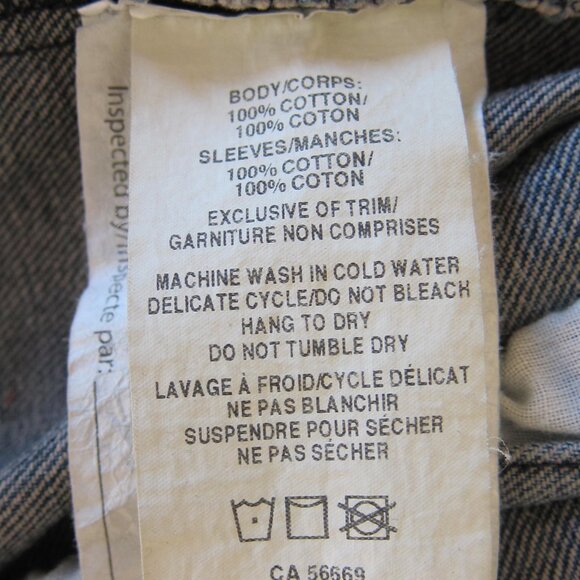 BODY/CORPS:
100% COTTON/
100% COTON
SLEEVES/MANCHES:
100% COTTON/
100% COTON
EXCLUSIVE OF TRIM/
GARNITURE NON COMPRISES
MACHINE WASH IN COLD WATER
DELICATE CYCLE/DO NOT BLEACH
HANG TO DRY
DO NOT TUMBLE DRY
LAVAGE À FROID/CYCLE DÉLICAT
NE PAS BLANCHIR
SUSPENDRE POUR SÉCHER
NE PAS SÉCHER
CA 56669
Inspected by/Inspecte par: